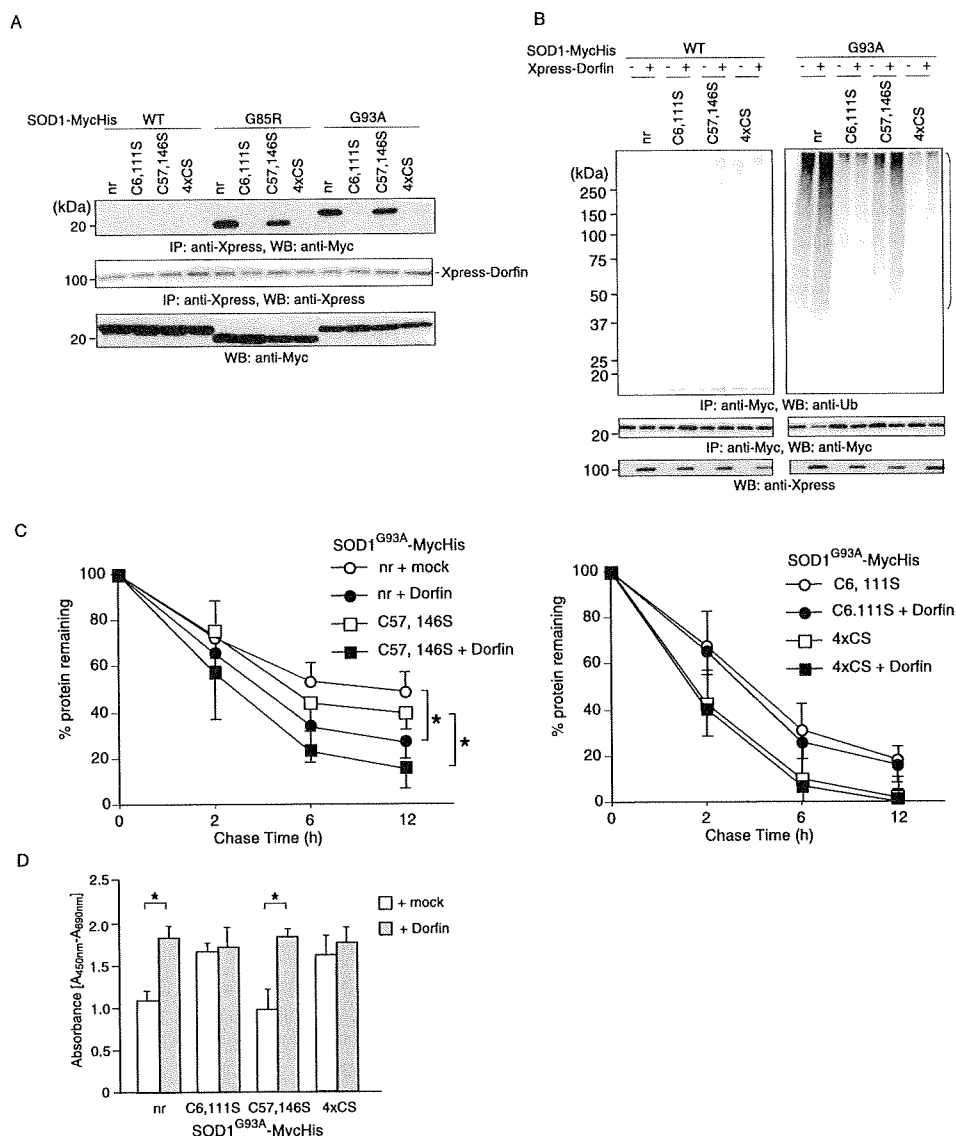 A
SOD1-MycHis
WT
G85R
G93A
nr
C6,111S
C57,146S
4xCS
nr
C6,111S
C57,146S
4xCS
nr
C6,111S
C57,146S
4xCS
(kDa)
20
IP: anti-Xpress, WB: anti-Myc
100
-Xpress-Dorfin
IP: anti-Xpress, WB: anti-Xpress
20
WB: anti-Myc
B
SOD1-MycHis
WT
G93A
Xpress-Dorfin
- + - + - + - +
- + - + - + - +
nr
C6,111S
C57,146S
4xCS
nr
C6,111S
C57,146S
4xCS
(kDa)
250
150
100
75
50
37
25
20
IP: anti-Myc, WB: anti-Ub
20
IP: anti-Myc, WB: anti-Myc
100
WB: anti-Xpress
C
SOD1G93A-MycHis
nr + mock
nr + Dorfin
C57, 146S
C57, 146S + Dorfin
% protein remaining
100
80
60
40
20
0
0
2
6
12
Chase Time (h)
*
*
SOD1G93A-MycHis
C6, 111S
C6.111S + Dorfin
4xCS
4xCS + Dorfin
% protein remaining
100
80
60
40
20
0
0
2
6
12
Chase Time (h)
D
Absorbance [A450nm-A690nm]
2.5
2.0
1.5
1.0
0.5
0
*
*
+ mock
+ Dorfin
nr
C6,111S
C57,146S
4xCS
SOD1G93A-MycHis